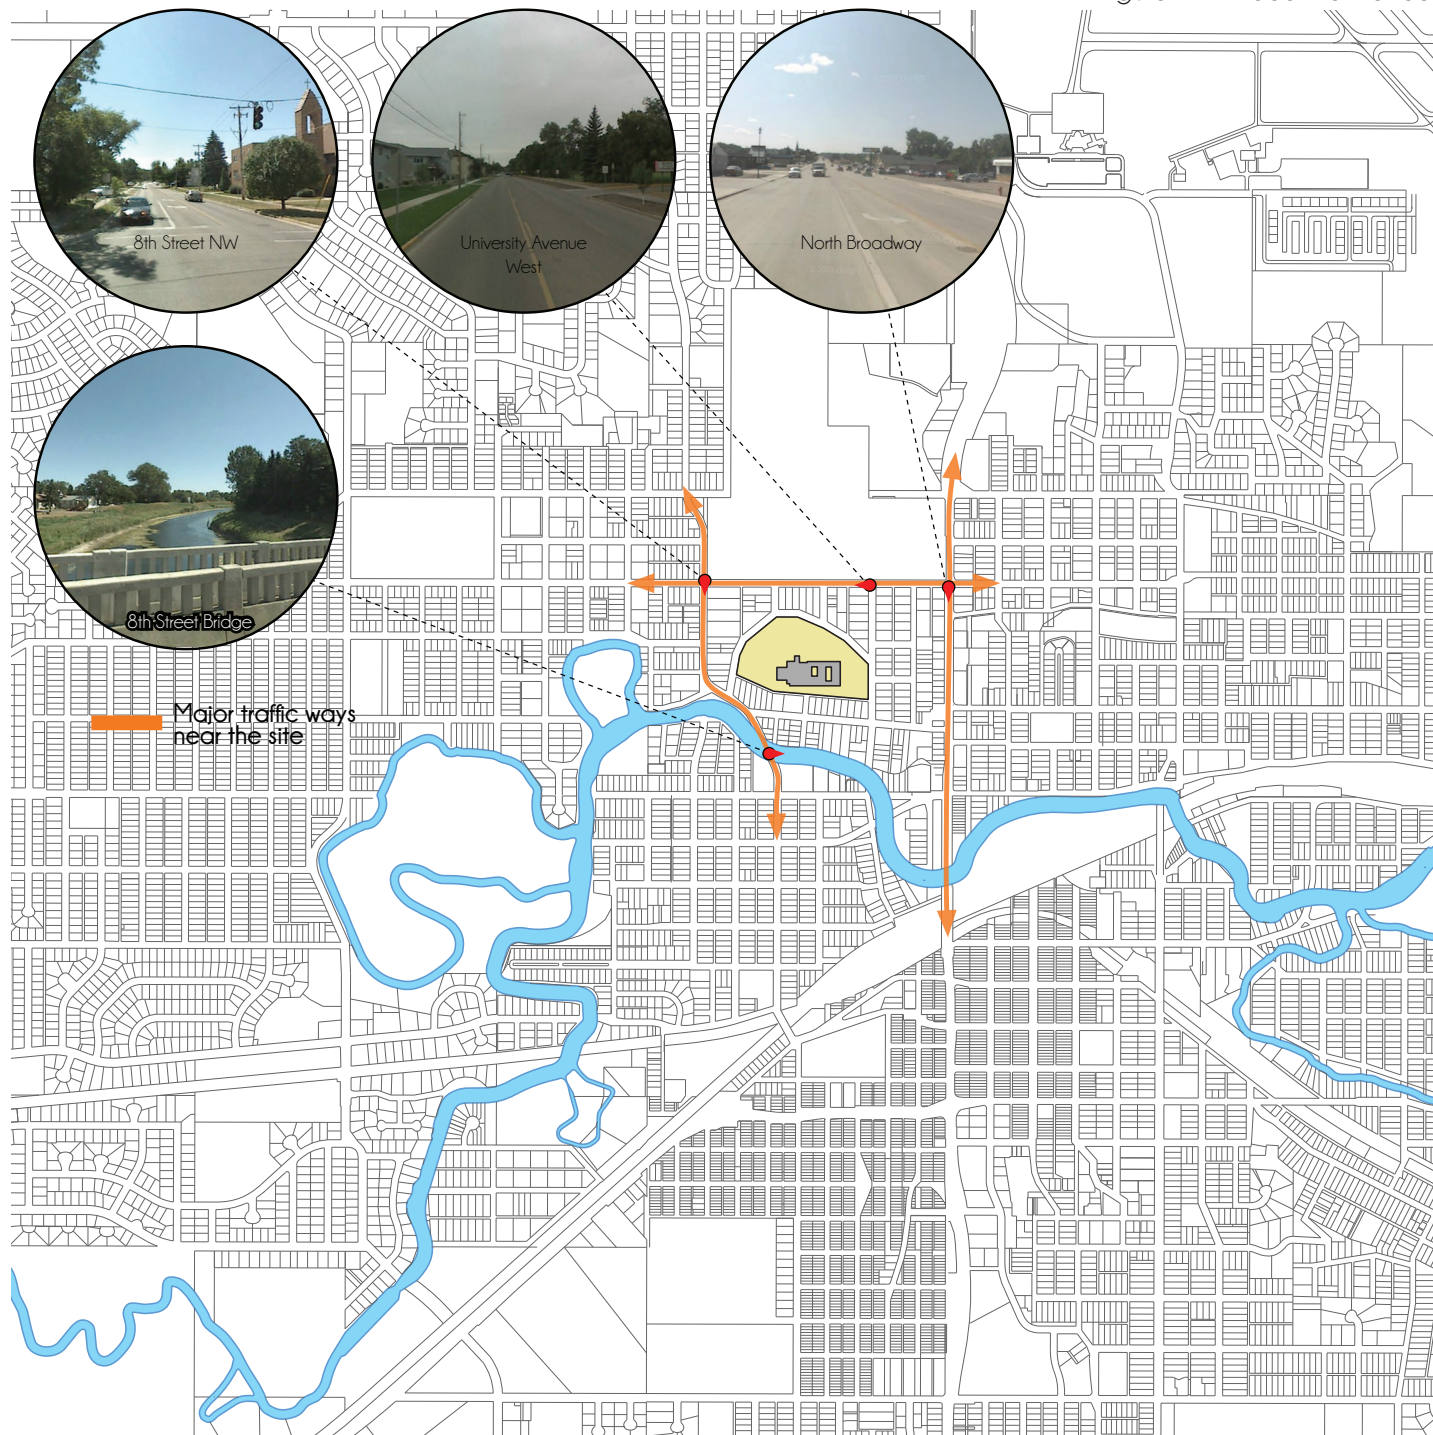 8th Street NW
University Avenue
West
North Broadway
8th Street Bridge
Major traffic ways
near the site